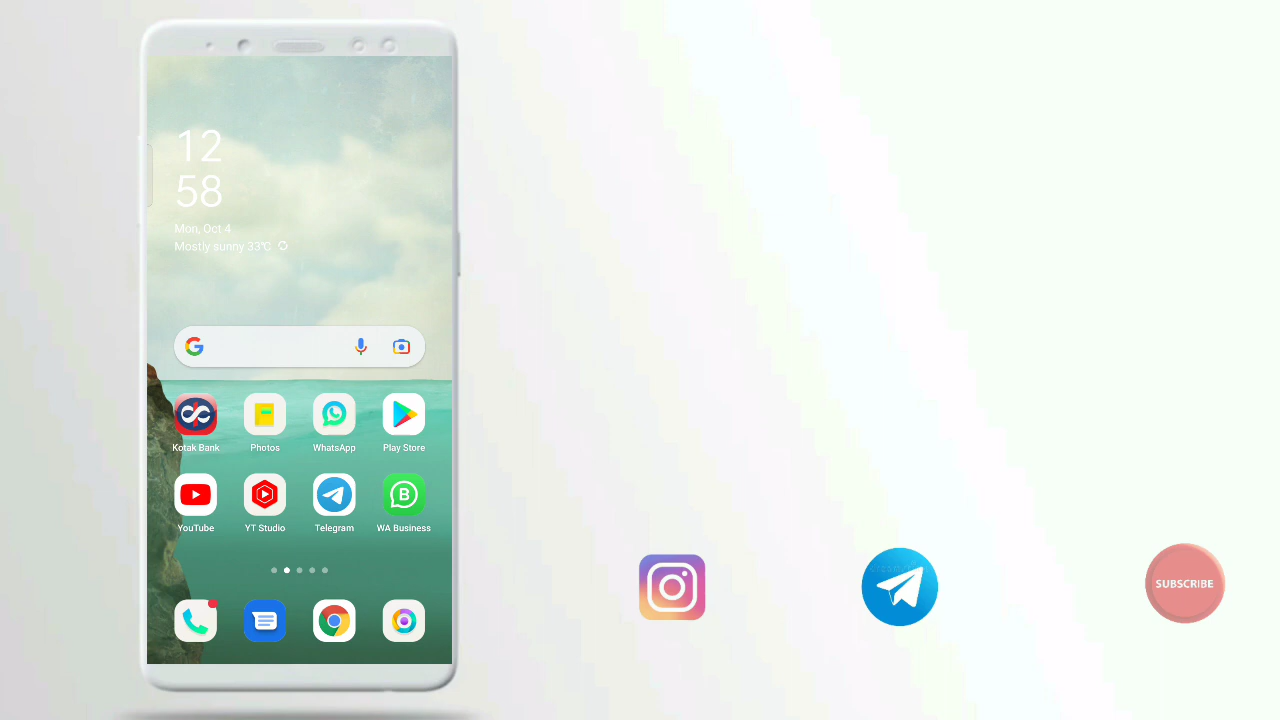 12
58
Mon, Oct 4
Mostly sunny 33°C
Kotak Bank
Photos
WhatsApp
Play Store
YouTube
YT Studio
Telegram
B
WA Business
SUBSCRIBE